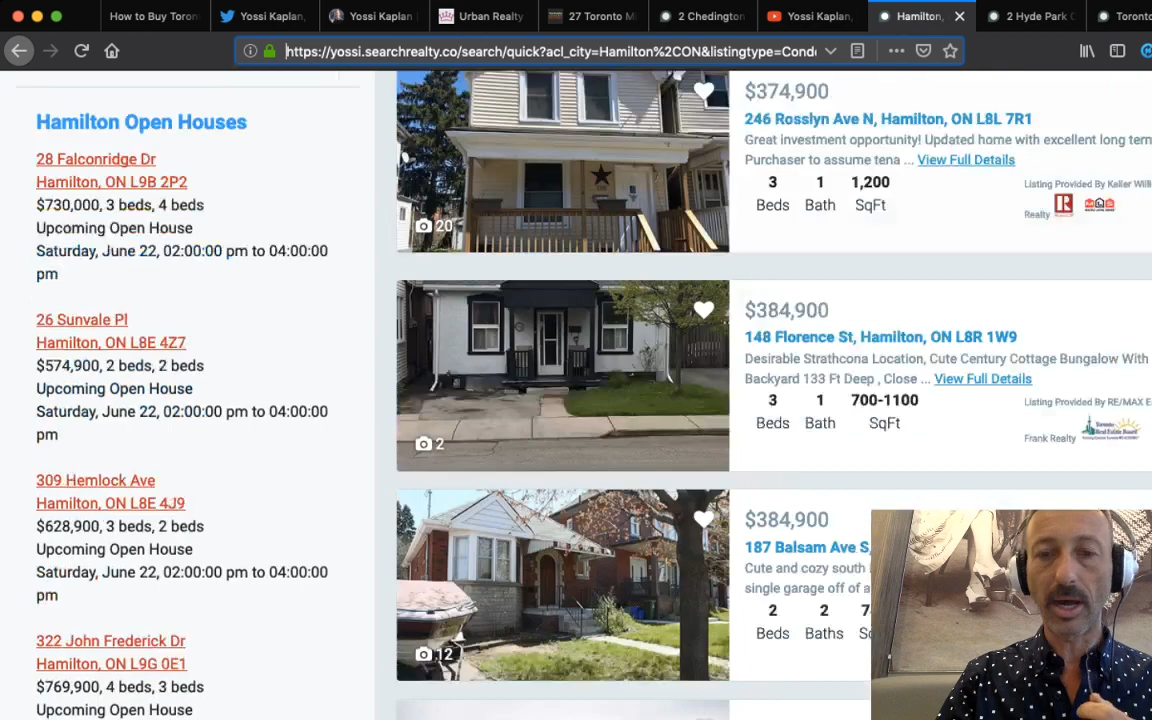 How to Buy Toron
Yossi Kaplan,
Yossi Kaplan
Urban Realty
27 Toronto Mi
2 Chedington
Yossi Kaplan,
Hamilton,
2 Hyde Park C
Toronto
https://yossi.searchrealty.co/search/quick?acl_city=Hamilton%2CON&listingtype=Condo
Hamilton Open Houses
28 Falconridge Dr
Hamilton, ON L9B 2P2
$730,000, 3 beds, 4 beds
Upcoming Open House
Saturday, June 22, 02:00:00 pm to 04:00:00
pm
26 Sunvale Pl
Hamilton, ON L8E 4Z7
$574,900, 2 beds, 2 beds
Upcoming Open House
Saturday, June 22, 02:00:00 pm to 04:00:00
pm
309 Hemlock Ave
Hamilton, ON L8E 4J9
$628,900, 3 beds, 2 beds
Upcoming Open House
Saturday, June 22, 02:00:00 pm to 04:00:00
pm
322 John Frederick Dr
Hamilton, ON L9G 0E1
$769,900, 4 beds, 3 beds
Upcoming Open House
20
$374,900
246 Rosslyn Ave N, Hamilton, ON L8L 7R1
Great investment opportunity! Updated home with excellent long tern
Purchaser to assume tena ... View Full Details
3 1 1,200
Beds Bath SqFt
Listing Provided By Keller Willi
Realty
2
$384,900
148 Florence St, Hamilton, ON L8R 1W9
Desirable Strathcona Location, Cute Century Cottage Bungalow With
Backyard 133 Ft Deep , Close ... View Full Details
3 1 700-1100
Beds Bath SqFt
Listing Provided By RE/MAX E
Frank Realty
12
$384,900
187 Balsam Ave S,
Cute and cozy south
single garage off of a
2 2 7
Beds Baths Sc